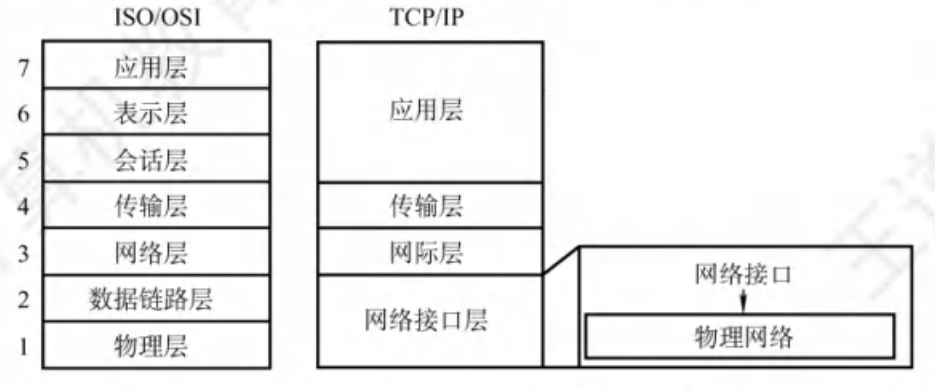 ISO/OSI TCP/IP
7 应用层
6 表示层
5 会话层
4 传输层
3 网络层
2 数据链路层
1 物理层
应用层
传输层
网际层
网络接口层
网络接口
物理网络